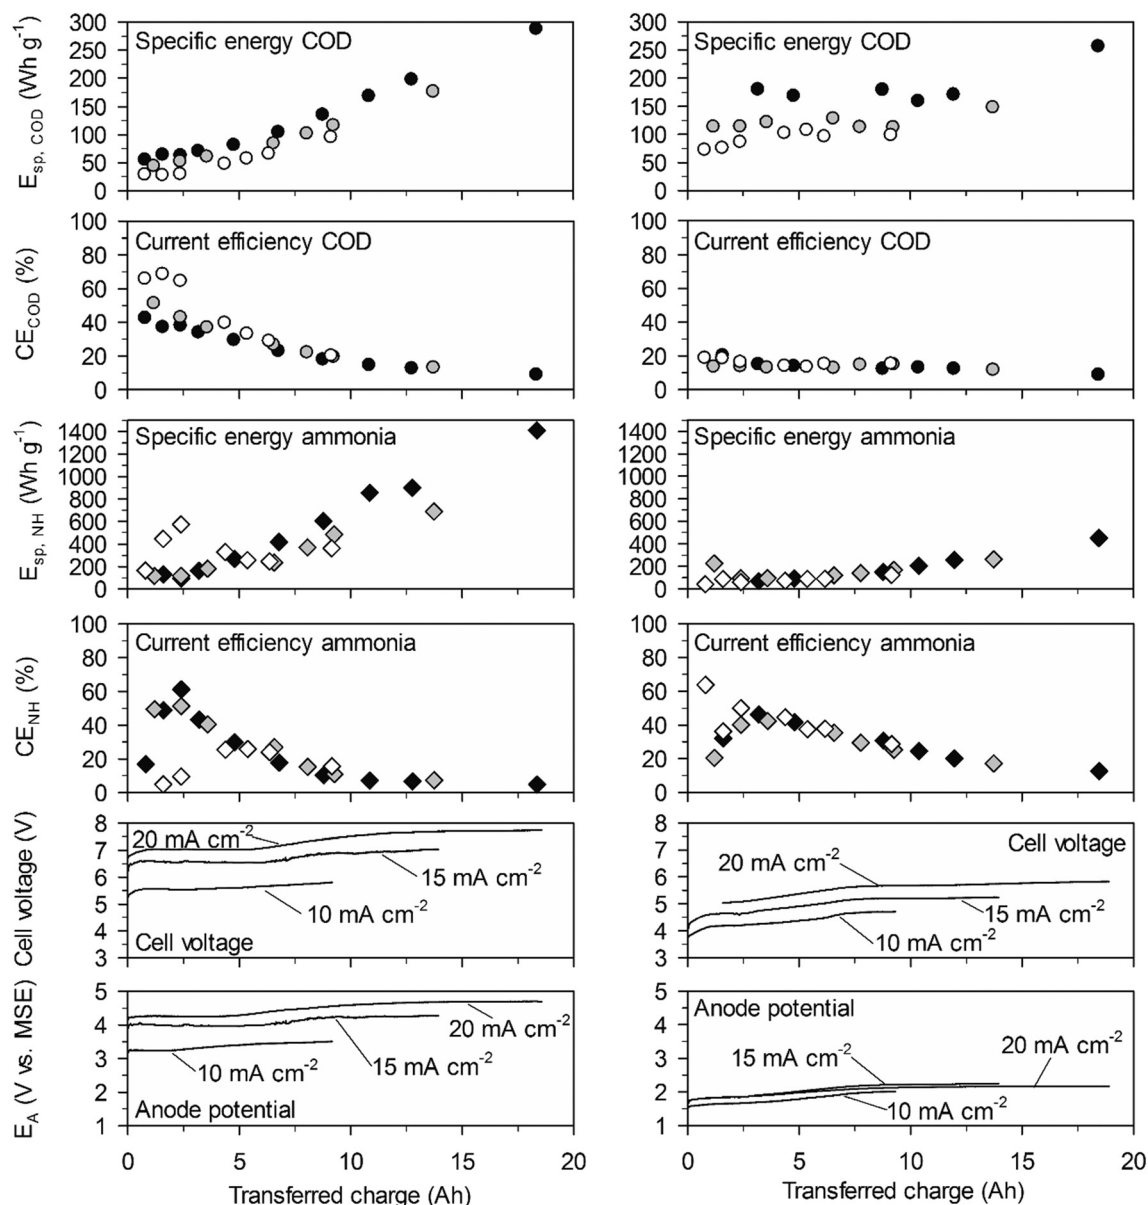 E_sp, COD (Wh g⁻¹)
300
250
200
150
100
50
0
Specific energy COD
300
250
200
150
100
50
0
Specific energy COD
CE_COD (%)
100
80
60
40
20
0
Current efficiency COD
100
80
60
40
20
0
Current efficiency COD
E_sp, NH (Wh g⁻¹)
1400
1200
1000
800
600
400
200
0
Specific energy ammonia
1400
1200
1000
800
600
400
200
0
Specific energy ammonia
CE_NH (%)
100
80
60
40
20
0
Current efficiency ammonia
100
80
60
40
20
0
Current efficiency ammonia
Cell voltage (V)
8
7
6
5
4
3
20 mA cm⁻²
15 mA cm⁻²
10 mA cm⁻²
Cell voltage
8
7
6
5
4
3
Cell voltage
20 mA cm⁻²
15 mA cm⁻²
10 mA cm⁻²
E_A (V vs. MSE)
5
4
3
2
1
20 mA cm⁻²
15 mA cm⁻²
10 mA cm⁻²
Anode potential
0 5 10 15 20
Transferred charge (Ah)
5
4
3
2
1
Anode potential
20 mA cm⁻²
15 mA cm⁻²
10 mA cm⁻²
0 5 10 15 20
Transferred charge (Ah)